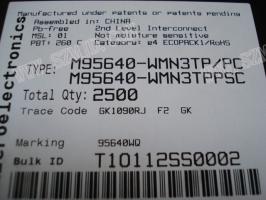 Manufactured under patents or patents pending
Assembled in: CHINA
Pb-free 2nd Level Interconnect
MSL: 01 Not Moisture sensitive
PBT: 260 C Category: e4 ECOPACK1/RoHS
TYPE: M95640-WMN3TP/PC
M95640-WMN3TPPSC
Total Qty: 2500
Trace Code GK1090RJ F2 GK
Marking 95640WQ
Bulk ID T10112SS0002
roelectronics